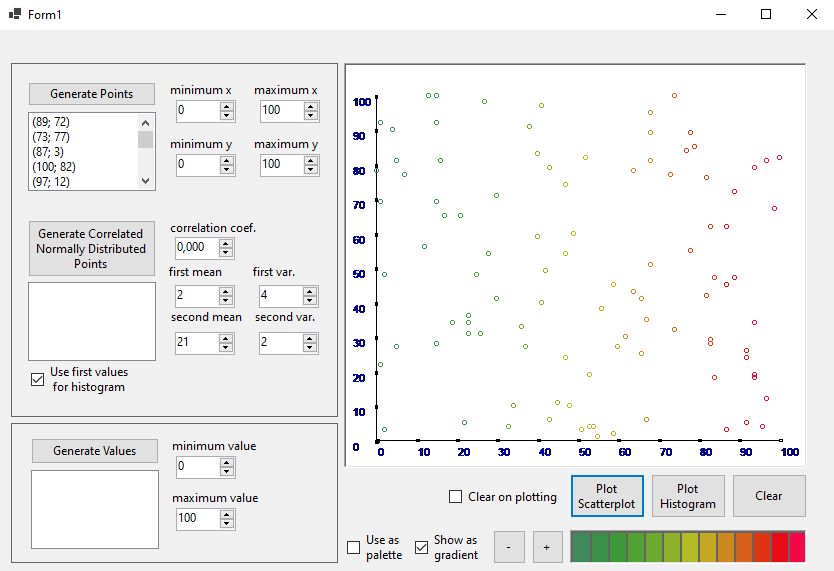 Form1
Generate Points
minimum x
maximum x
0
100
(89; 72)
(73; 77)
(87; 3)
(100; 82)
(97; 12)
minimum y
maximum y
0
100
Generate Correlated
Normally Distributed
Points
correlation coef.
0,000
first mean
first var.
2
4
second mean
second var.
21
2
Use first values
for histogram
Generate Values
minimum value
0
maximum value
100
100
90
80
70
60
50
40
30
20
10
0
0 10 20 30 40 50 60 70 80 90 100
Clear on plotting
Plot
Scatterplot
Plot
Histogram
Clear
Use as
palette
Show as
gradient
-
+